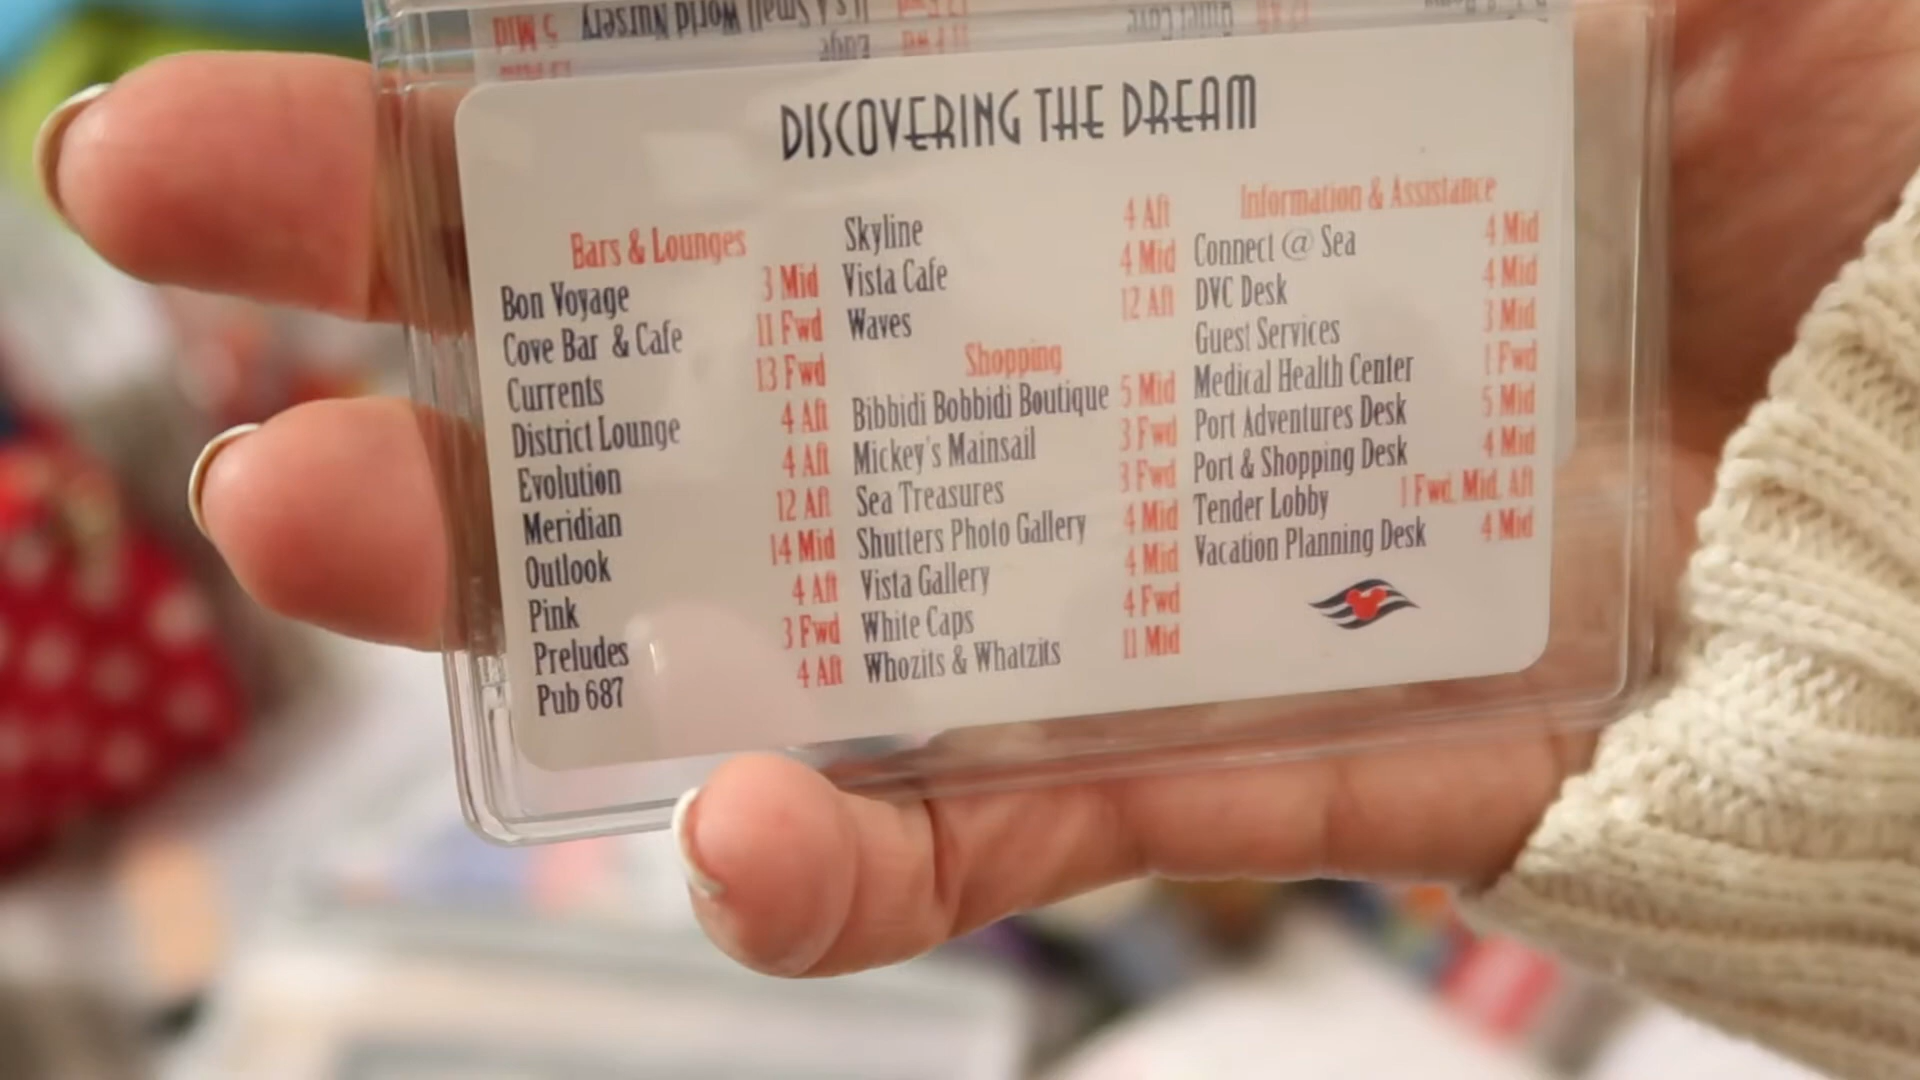 It's A Small World Nursery 5 Mid
DISCOVERING THE DREAM
Bars & Lounges
Bon Voyage 3 Mid
Cove Bar & Cafe 11 Fwd
Currents 13 Fwd
District Lounge 4 Aft
Evolution 4 Aft
Meridian 12 Aft
Outlook 14 Mid
Pink 4 Aft
Preludes 3 Fwd
Pub 687 4 Aft
Skyline 4 Aft
Vista Cafe 4 Mid
Waves 12 Aft
Shopping
Bibbidi Bobbidi Boutique 5 Mid
Mickey's Mainsail 3 Fwd
Sea Treasures 3 Fwd
Shutters Photo Gallery 4 Mid
Vista Gallery 4 Mid
White Caps 4 Fwd
Whozits & Whatzits 11 Mid
Information & Assistance
Connect @ Sea 4 Mid
DVC Desk 4 Mid
Guest Services 3 Mid
Medical Health Center 1 Fwd
Port Adventures Desk 5 Mid
Port & Shopping Desk 4 Mid
Tender Lobby 1 Fwd, Mid, Aft
Vacation Planning Desk 4 Mid